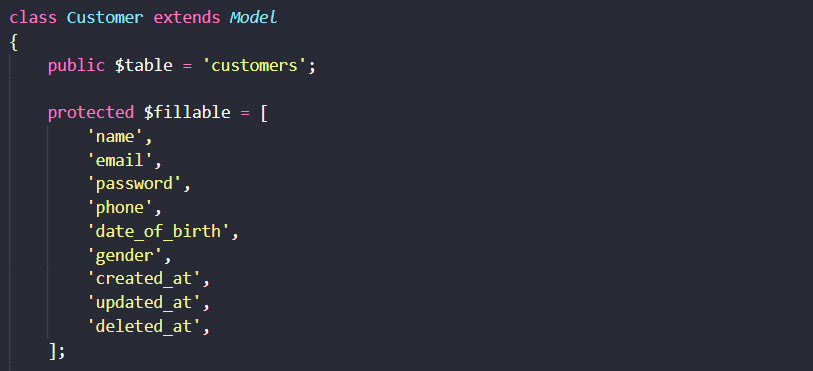 class Customer extends Model
{
    public $table = 'customers';
    protected $fillable = [
        'name',
        'email',
        'password',
        'phone',
        'date_of_birth',
        'gender',
        'created_at',
        'updated_at',
        'deleted_at',
    ];